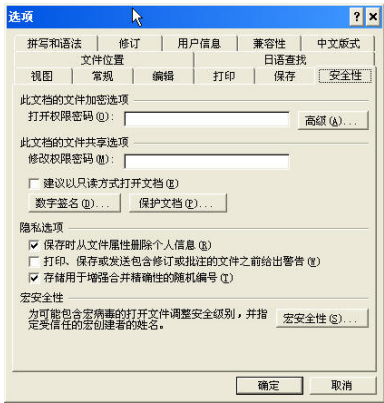 选项
拼写和语法 修订 用户信息 兼容性 中文版式
文件位置 日语查找
视图 常规 编辑 打印 保存 安全性
此文档的文件加密选项
打开权限密码(O): 高级(A)...
此文档的文件共享选项
修改权限密码(M):
建议以只读方式打开文档(E)
数字签名(D)... 保护文档(P)...
隐私选项
保存时从文件属性删除个人信息(R)
打印、保存或发送包含修订或批注的文件之前给出警告(W)
存储用于增强合并精确性的随机编号(T)
宏安全性
为可能包含宏病毒的打开文件调整安全级别，并指
定受信任的宏创建者的姓名。 宏安全性(S)...
确定 取消